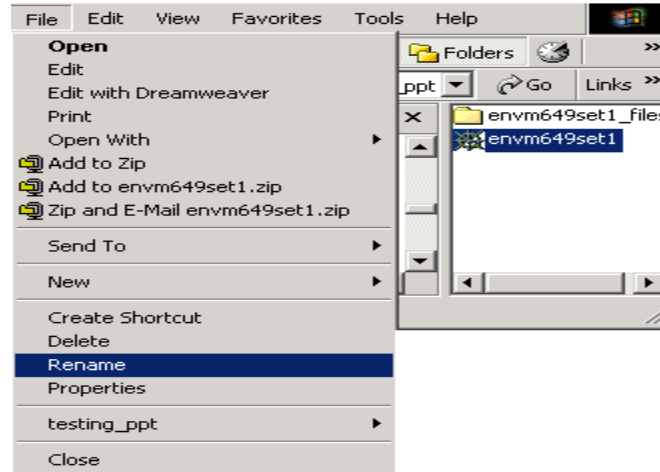 File Edit View Favorites Tools Help
Open
Edit
Edit with Dreamweaver
Print
Open With
Add to Zip
Add to envm649set1.zip
Zip and E-Mail envm649set1.zip
Send To
New
Create Shortcut
Delete
Rename
Properties
testing_ppt
Close
Folders »
_ppt Go Links »
envm649set1_files
envm649set1